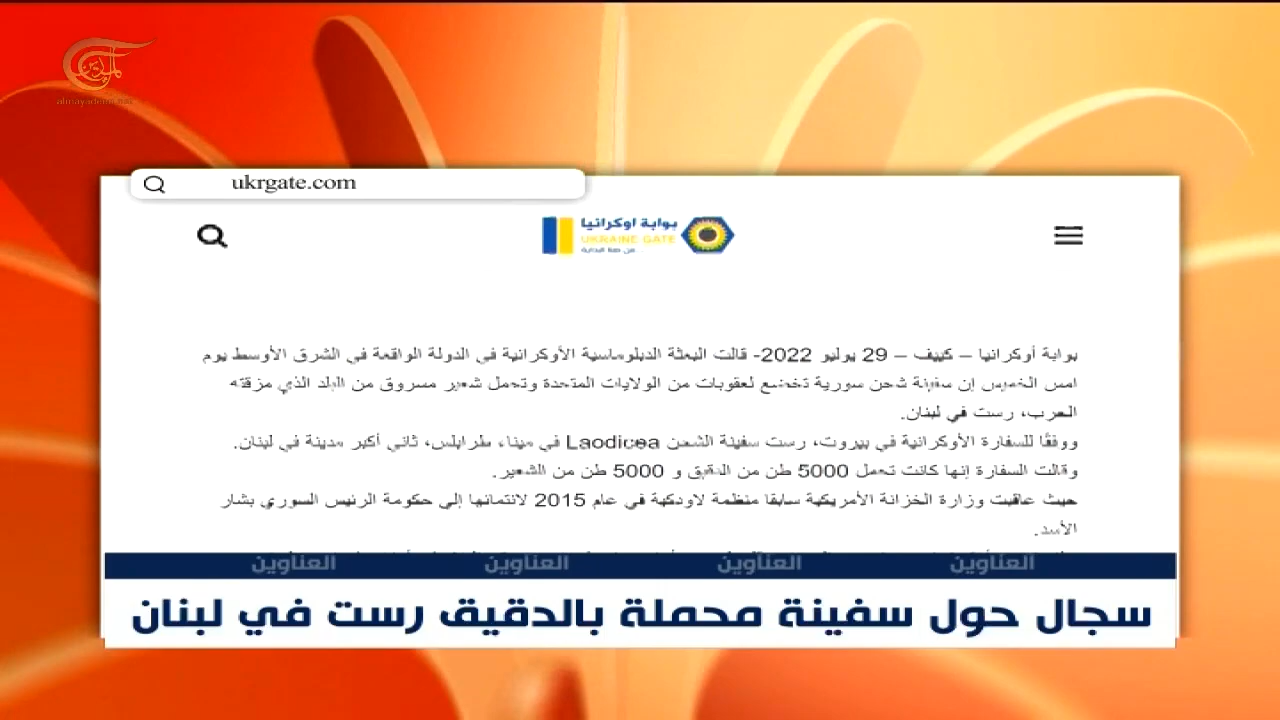 الميادين
almayadeen.net
ukrgate.com
بوابة اوكرانيا
UKRAINE GATE
بوابة أوكرانيا – كييف – 29 يوليو 2022- قالت البعثة الدبلوماسية الأوكرانية في الدولة الواقعة في الشرق الأوسط يوم
امس الخميس إن سفينة شحن سورية تخضع لعقوبات من الولايات المتحدة وتحمل شعير مسروق من البلد الذي مزقته
الحرب، رست في لبنان.
ووفقًا للسفارة الأوكرانية في بيروت، رست سفينة الشحن Laodicea في ميناء طرابلس، ثاني أكبر مدينة في لبنان.
وقالت السفارة إنها كانت تحمل 5000 طن من الدقيق و 5000 طن من الشعير.
حيث عاقبت وزارة الخزانة الأمريكية سابقا منظمة لاودكية في عام 2015 لانتمائها إلى حكومة الرئيس السوري بشار
الأسد.
العناوين العناوين العناوين العناوين
سجال حول سفينة محملة بالدقيق رست في لبنان